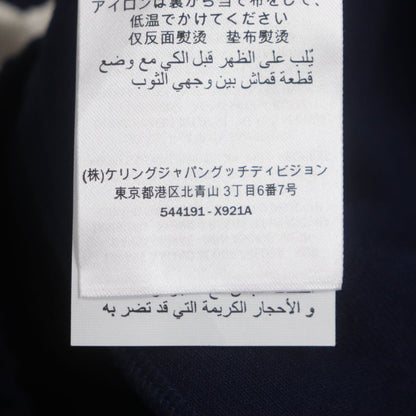 アイロンは裏から当て布をして、
低温でかけてください
仅反面熨烫 垫布熨烫
يُلب على الظهر قبل الكي مع وضع
قطعة قماش بين وجهي الثوب
(株)ケリングジャパングッチディビジョン
東京都港区北青山 3丁目6番7号
544191 - X921A
و الأحجار الكريمة التي قد تضر به